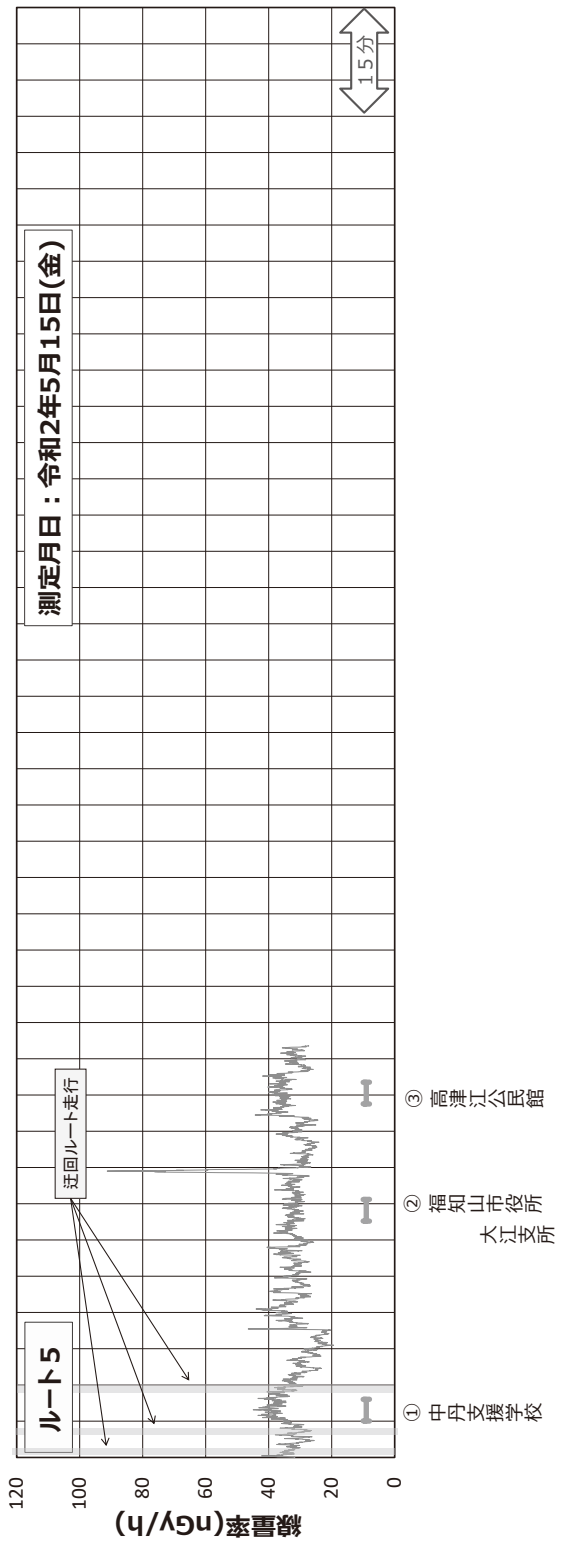 ルート5
測定月日：令和2年5月15日(金)
迂回ルート走行
15分
線量率(nGy/h)
120
100
80
60
40
20
0
① 中丹支援学校
② 福知山市役所
大江支所
③ 高津江公民館